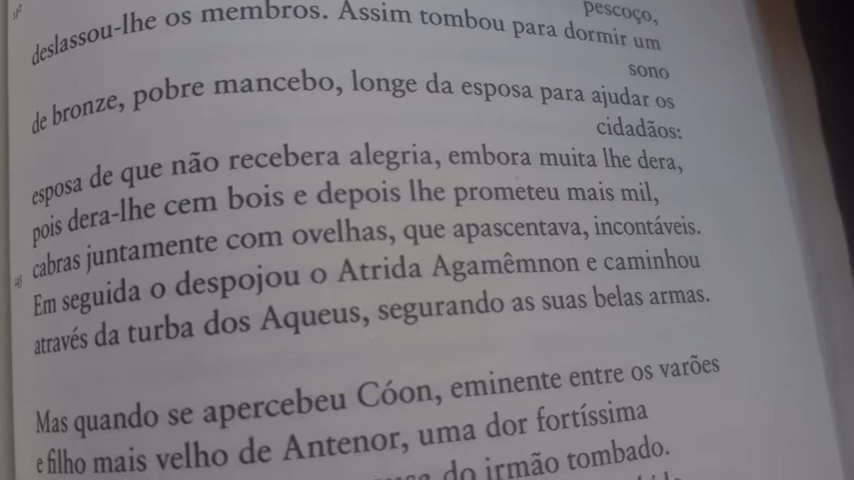 pescoço,
deslassou-lhe os membros. Assim tombou para dormir um
sono
de bronze, pobre mancebo, longe da esposa para ajudar os
cidadãos:
esposa de que não recebera alegria, embora muita lhe dera,
pois dera-lhe cem bois e depois lhe prometeu mais mil,
cabras juntamente com ovelhas, que apascentava, incontáveis.
Em seguida o despojou o Atrida Agamêmnon e caminhou
através da turba dos Aqueus, segurando as suas belas armas.
Mas quando se apercebeu Cóon, eminente entre os varões
e filho mais velho de Antenor, uma dor fortíssima
do irmão tombado.